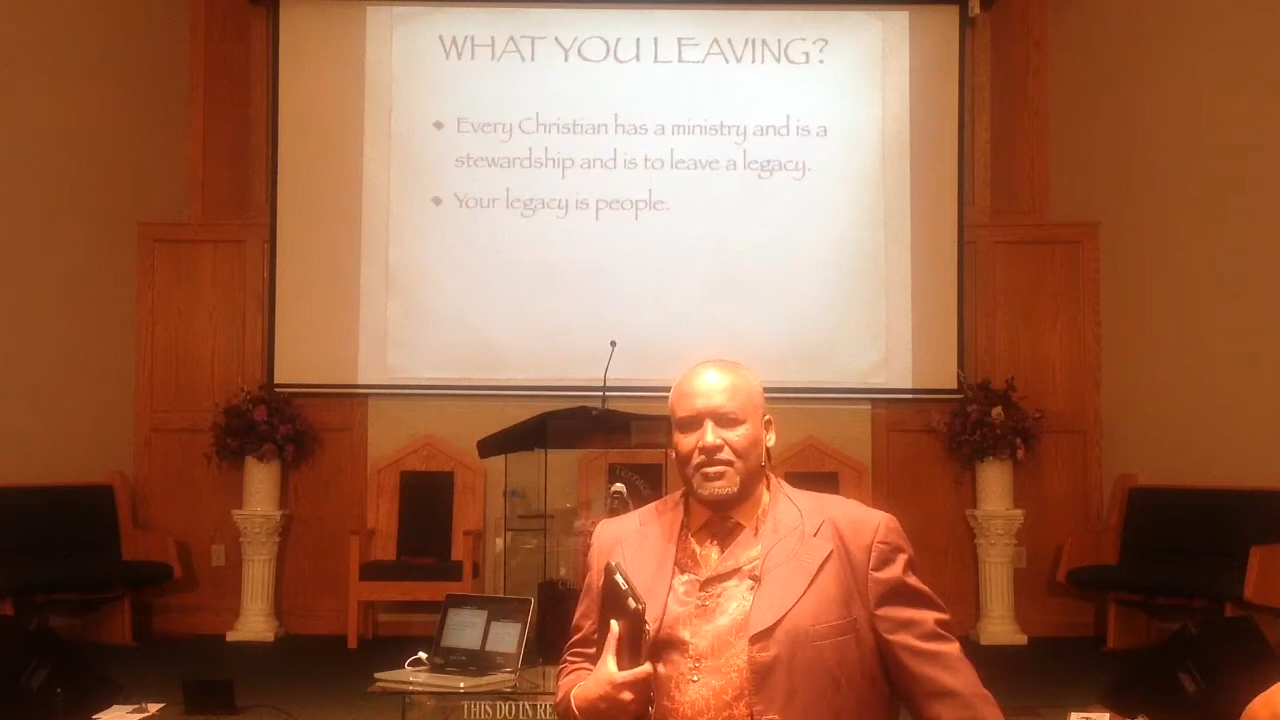 WHAT YOU LEAVING?
Every Christian has a ministry and is a
stewardship and is to leave a legacy.
Your legacy is people.
THIS DO IN RE